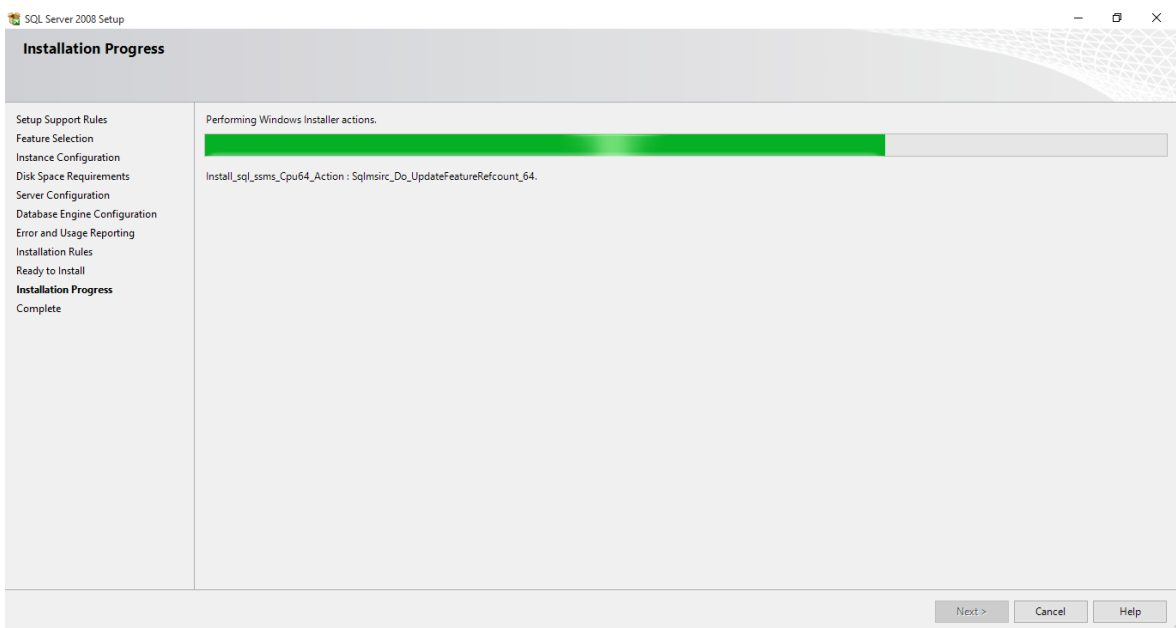 SQL Server 2008 Setup
Installation Progress
Setup Support Rules
Feature Selection
Instance Configuration
Disk Space Requirements
Server Configuration
Database Engine Configuration
Error and Usage Reporting
Installation Rules
Ready to Install
Installation Progress
Complete
Performing Windows Installer actions.
Install_sql_ssms_Cpu64_Action : Sqlmsirc_Do_UpdateFeatureRefcount_64.
Next >
Cancel
Help